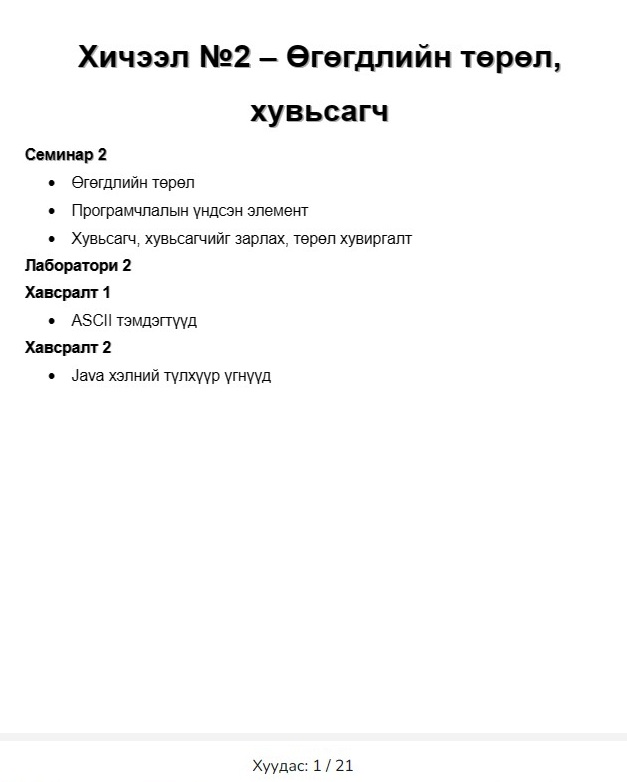 Хичээл №2 – Өгөгдлийн төрөл,
хувьсагч
Семинар 2
• Өгөгдлийн төрөл
• Програмчлалын үндсэн элемент
• Хувьсагч, хувьсагчийг зарлах, төрөл хувиргалт
Лаборатори 2
Хавсралт 1
• ASCII тэмдэгтүүд
Хавсралт 2
• Java хэлний түлхүүр үгнүүд
Хуудас: 1 / 21